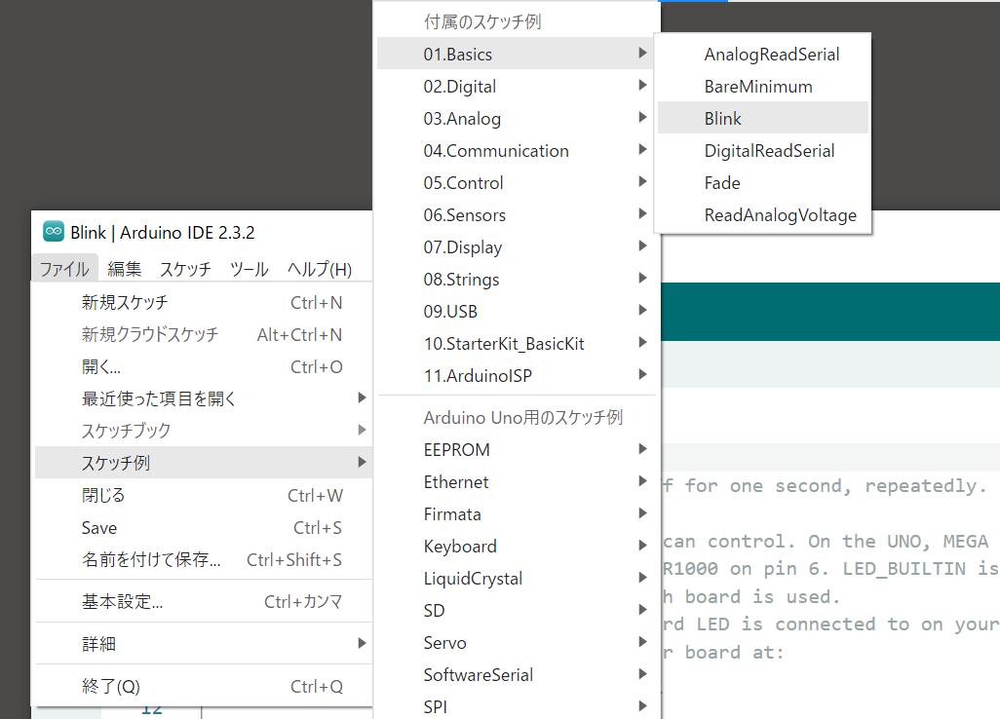 付属のスケッチ例
01.Basics
02.Digital
03.Analog
04.Communication
05.Control
06.Sensors
07.Display
08.Strings
09.USB
10.StarterKit_BasicKit
11.ArduinoISP
Arduino Uno用のスケッチ例
EEPROM
Ethernet
Firmata
Keyboard
LiquidCrystal
SD
Servo
SoftwareSerial
SPI
AnalogReadSerial
BareMinimum
Blink
DigitalReadSerial
Fade
ReadAnalogVoltage
Blink | Arduino IDE 2.3.2
ファイル 編集 スケッチ ツール ヘルプ(H)
新規スケッチ Ctrl+N
新規クラウドスケッチ Alt+Ctrl+N
開く... Ctrl+O
最近使った項目を開く
スケッチブック
スケッチ例
閉じる Ctrl+W
Save Ctrl+S
名前を付けて保存... Ctrl+Shift+S
基本設定... Ctrl+カンマ
詳細
終了(Q) Ctrl+Q
12
f for one second, repeatedly.
can control. On the UNO, MEGA
R1000 on pin 6. LED_BUILTIN is
h board is used.
rd LED is connected to on your
r board at: